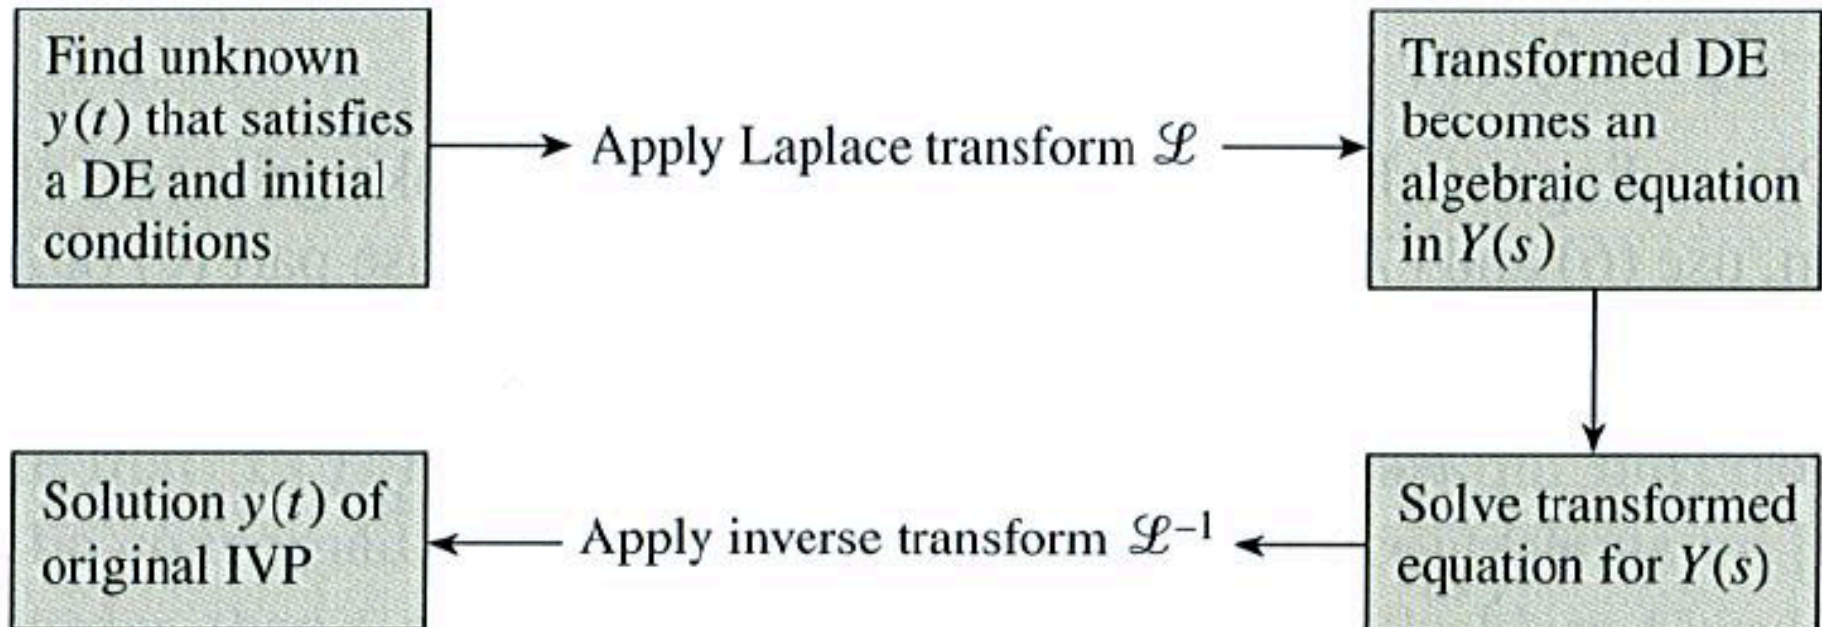 Find unknown
y(t) that satisfies
a DE and initial
conditions
Apply Laplace transform ℒ
Transformed DE
becomes an
algebraic equation
in Y(s)
Solve transformed
equation for Y(s)
Apply inverse transform ℒ⁻¹
Solution y(t) of
original IVP